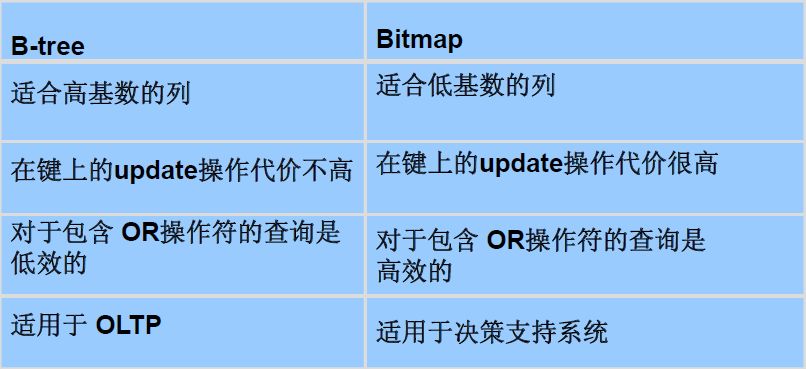 B-tree
Bitmap
适合高基数的列
适合低基数的列
在键上的update操作代价不高
在键上的update操作代价很高
对于包含 OR操作符的查询是
低效的
对于包含 OR操作符的查询是
高效的
适用于 OLTP
适用于决策支持系统